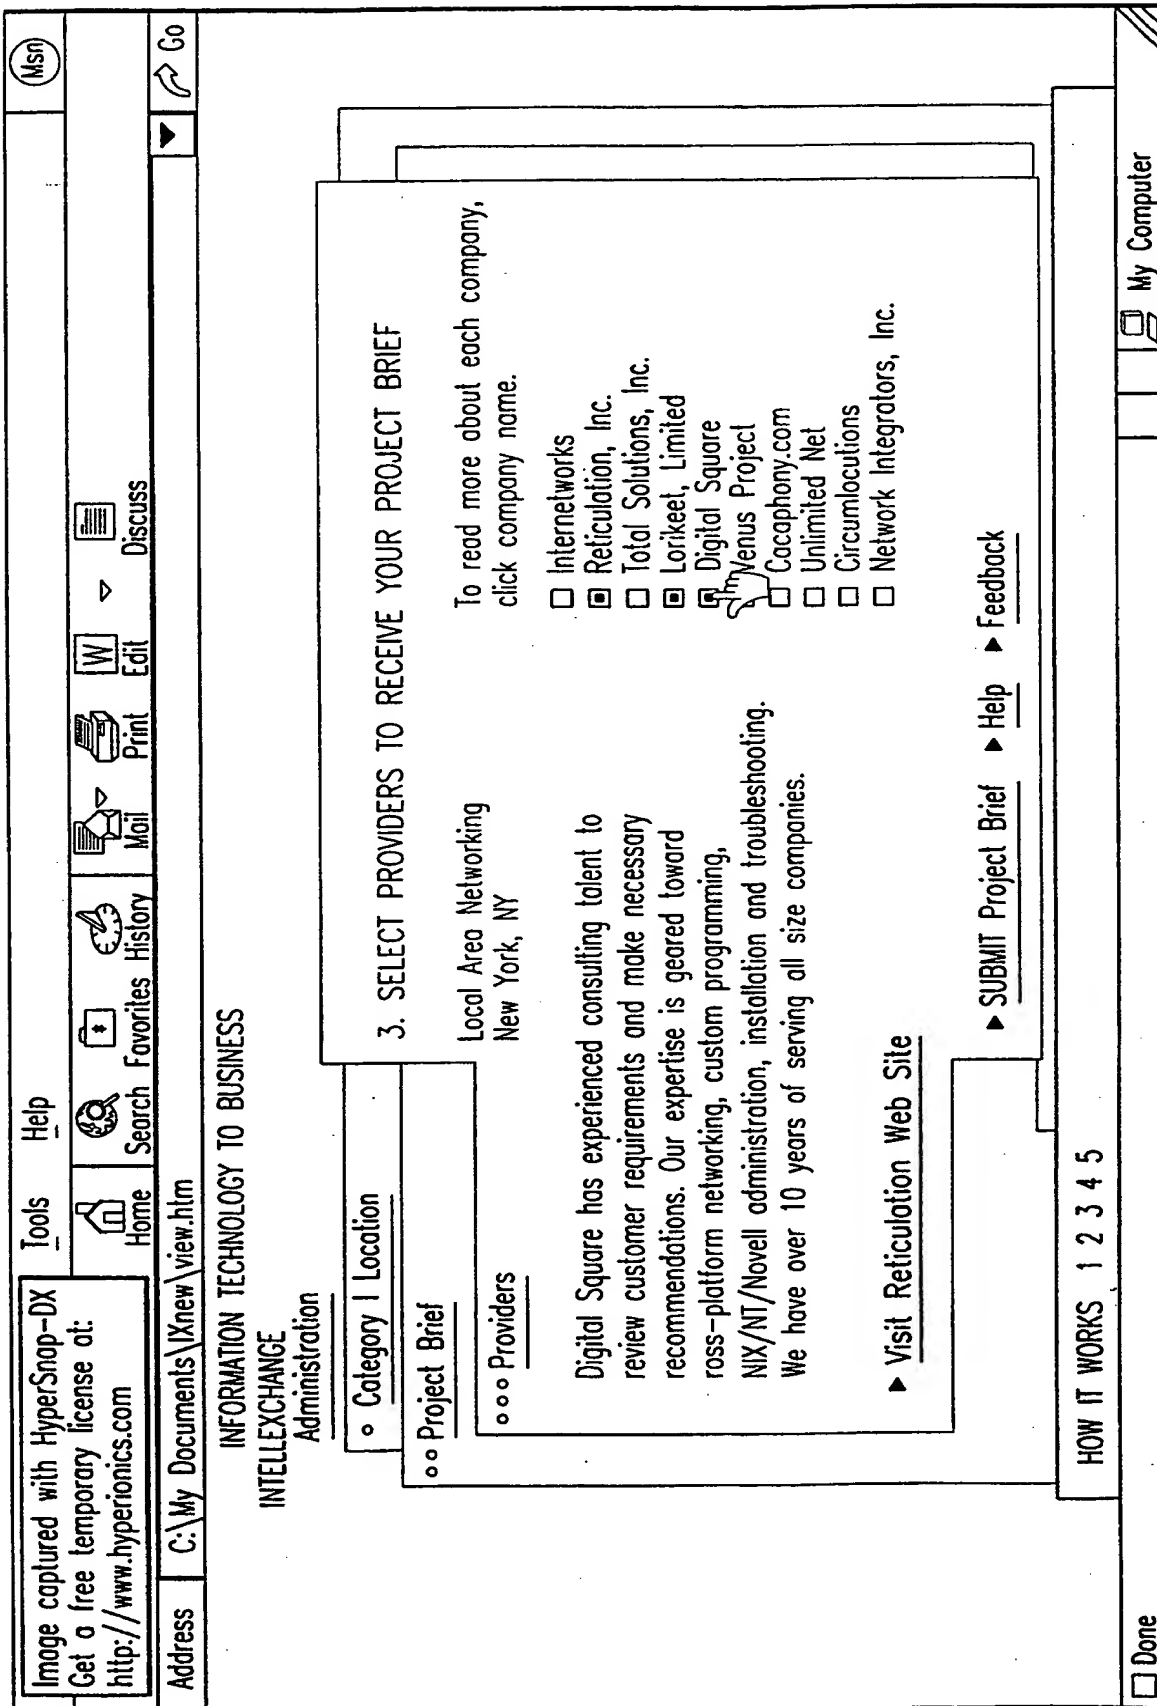 Image captured with HyperSnap-DX
Get a free temporary license at:
http://www.hyperionics.com
Tools Help
Msn
Home Search Favorites History Mail Print Edit Discuss
W
Address C:\My Documents\IXnew\view.htm Go
INFORMATION TECHNOLOGY TO BUSINESS
INTELLEXCHANGE
Administration
Category | Location
Project Brief
Providers
3. SELECT PROVIDERS TO RECEIVE YOUR PROJECT BRIEF
Local Area Networking
New York, NY
To read more about each company,
click company name.
Digital Square has experienced consulting talent to
review customer requirements and make necessary
recommendations. Our expertise is geared toward
ross-platform networking, custom programming,
NIX/NT/Novell administration, installation and troubleshooting.
We have over 10 years of serving all size companies.
Internetworks
Reticulation, Inc.
Total Solutions, Inc.
Lorikeet, Limited
Digital Square
Venus Project
Cacaphony.com
Unlimited Net
Circumlocutions
Network Integrators, Inc.
Visit Reticulation Web Site
SUBMIT Project Brief Help Feedback
HOW IT WORKS 1 2 3 4 5
Done My Computer